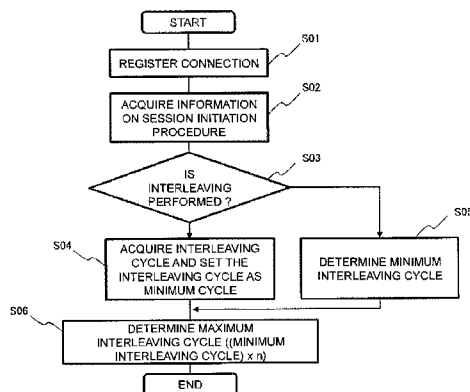 START
S01
REGISTER CONNECTION
S02
ACQUIRE INFORMATION
ON SESSION INITIATION
PROCEDURE
S03
IS
INTERLEAVING
PERFORMED ?
S04
ACQUIRE INTERLEAVING
CYCLE AND SET THE
INTERLEAVING CYCLE AS
MINIMUM CYCLE
S05
DETERMINE MINIMUM
INTERLEAVING CYCLE
S06
DETERMINE MAXIMUM
INTERLEAVING CYCLE ((MINIMUM
INTERLEAVING CYCLE) x n)
END